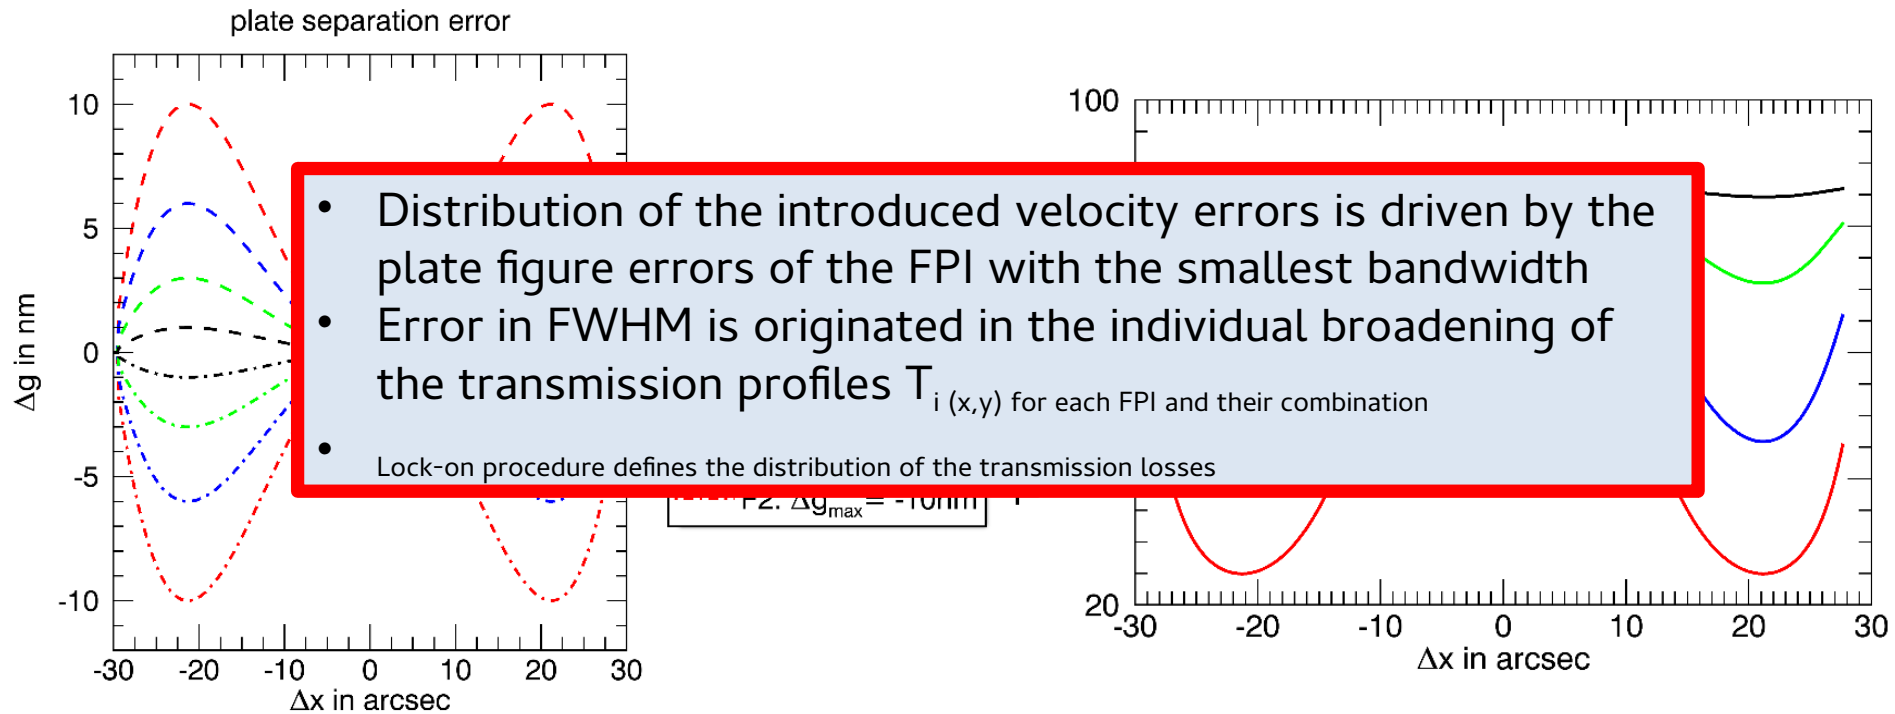 plate separation error
10
5
0
-5
-10
Δg in nm
-30 -20 -10 0 10 20 30
Δx in arcsec
• Distribution of the introduced velocity errors is driven by the
plate figure errors of the FPI with the smallest bandwidth
• Error in FWHM is originated in the individual broadening of
the transmission profiles Ti (x,y) for each FPI and their combination
• Lock-on procedure defines the distribution of the transmission losses
F2: Δgmax= -10nm
100
20
-30 -20 -10 0 10 20 30
Δx in arcsec